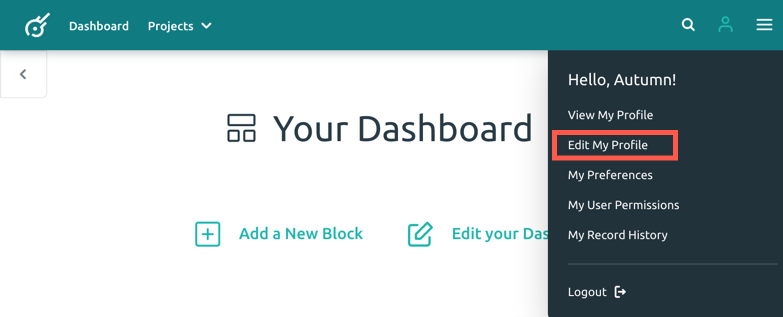 Dashboard Projects
Hello, Autumn!
View My Profile
Edit My Profile
My Preferences
My User Permissions
My Record History
Logout
Your Dashboard
Add a New Block Edit your Das